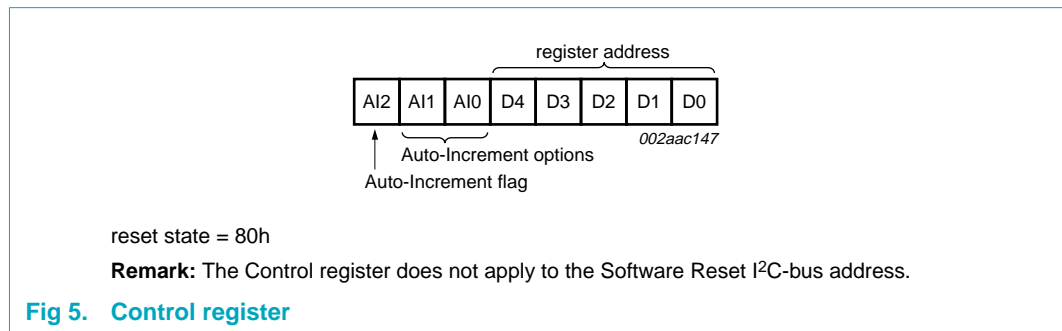 register address
AI2 AI1 AI0 D4 D3 D2 D1 D0
002aac147
Auto-Increment options
Auto-Increment flag
reset state = 80h
Remark: The Control register does not apply to the Software Reset I²C-bus address.
Fig 5. Control register